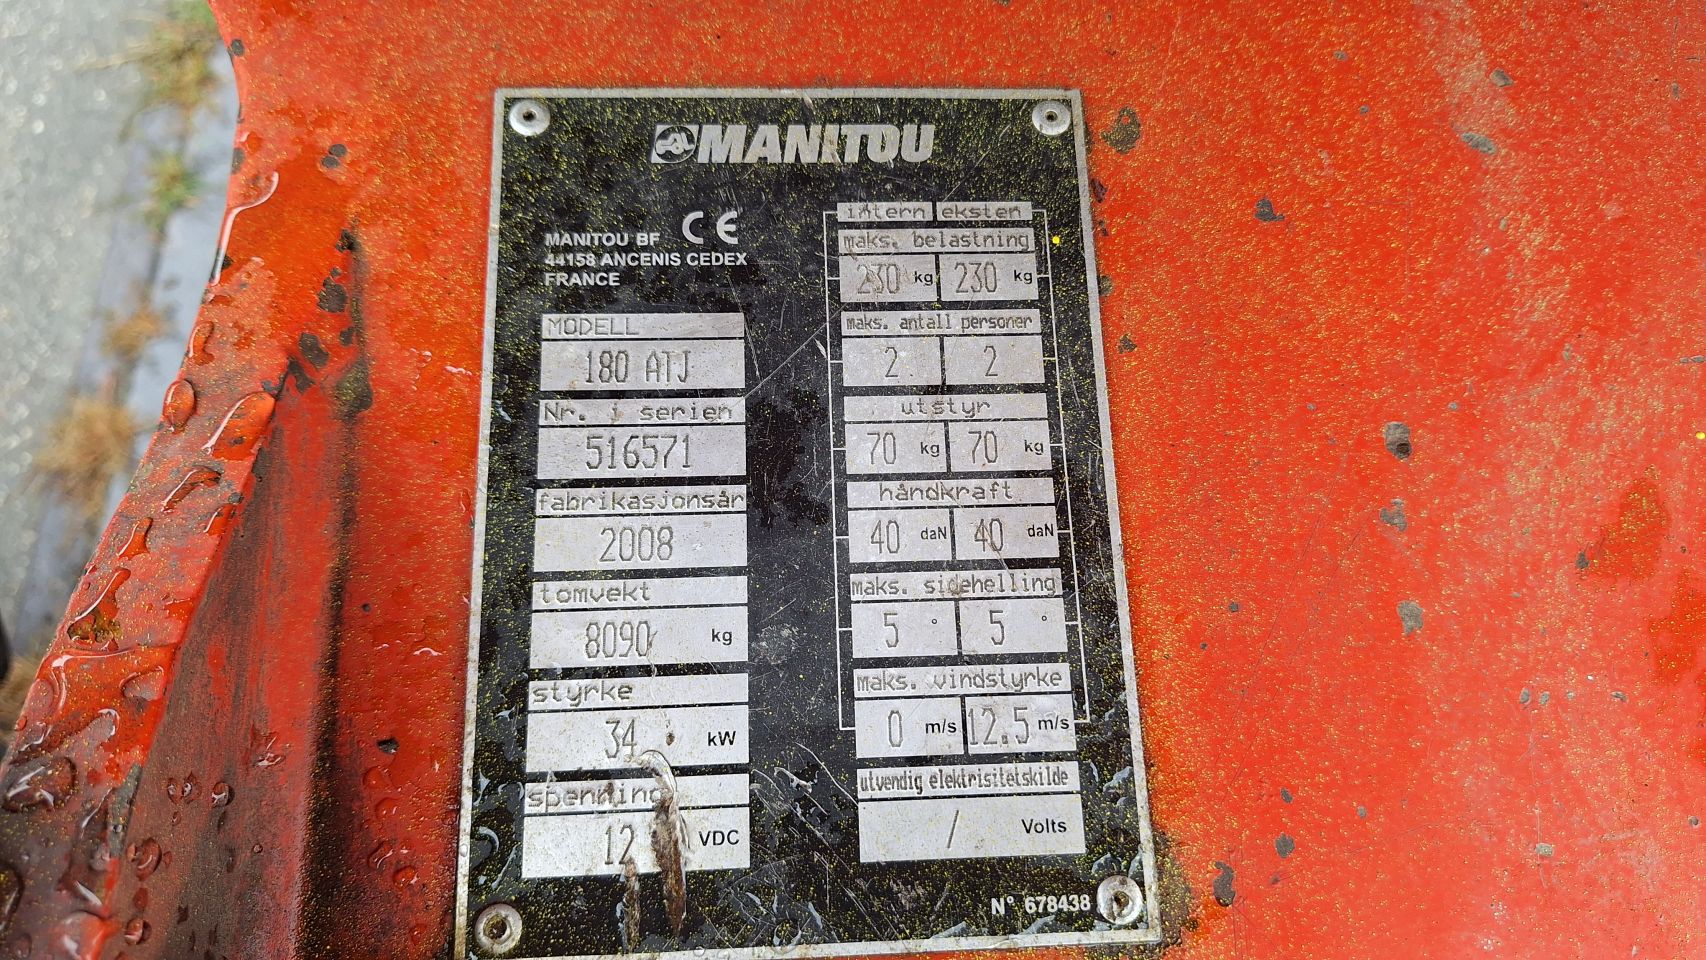 MANITOU
CE
MANITOU BF
44158 ANCENIS CEDEX
FRANCE
MODELL
180 ATJ
Nr. i serien
516571
fabrikasjonsår
2008
tomvekt
8090 kg
styrke
34 kW
spenning
12 VDC
intern eksten
maks. belastning
230 kg 230 kg
maks. antall personer
2 2
utstyr
70 kg 70 kg
håndkraft
40 daN 40 daN
maks. sidehelling
5 ° 5 °
maks. vindstyrke
0 m/s 12.5 m/s
utvendig elektrisitetskilde
/ Volts
N° 678438